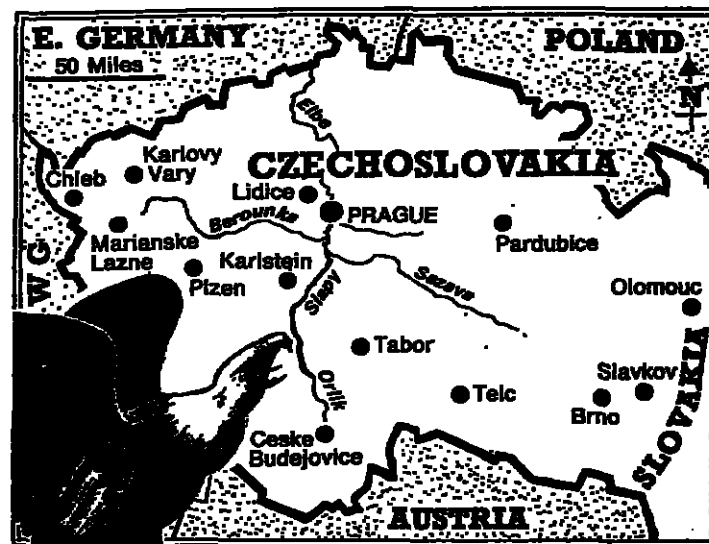 E. GERMANY
50 Miles
POLAND
N
Elbe
Karlovy
Vary
CZECHOSLOVAKIA
Chleb
Lidice
PRAGUE
Berounka
Pardubice
Marianske
Lazne
Plzen
Karlstein
Slapy
Sazava
W G
Olomouc
Tabor
Orlik
Telc
Slavkov
Brno
SLOVAKIA
Ceske
Budejovice
AUSTRIA